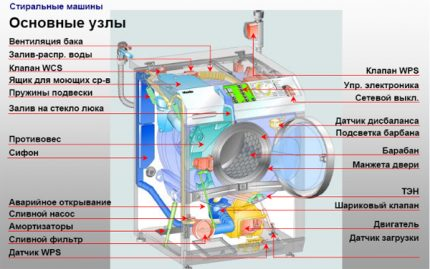 Стиральные машины
Основные узлы
Вентиляция бака
Залив-распр. воды
Клапан WCS
Ящик для моющих ср-в
Пружины подвески
Залив на стекло люка
Противовес
Сифон
Аварийное открывание
Сливной насос
Амортизаторы
Сливной фильтр
Датчик WPS
Клапан WPS
Упр. электроника
Сетевой выкл.
Датчик дисбаланса
Подсветка барбана
Барабан
Манжета двери
ТЭН
Шариковый клапан
Двигатель
Датчик загрузки